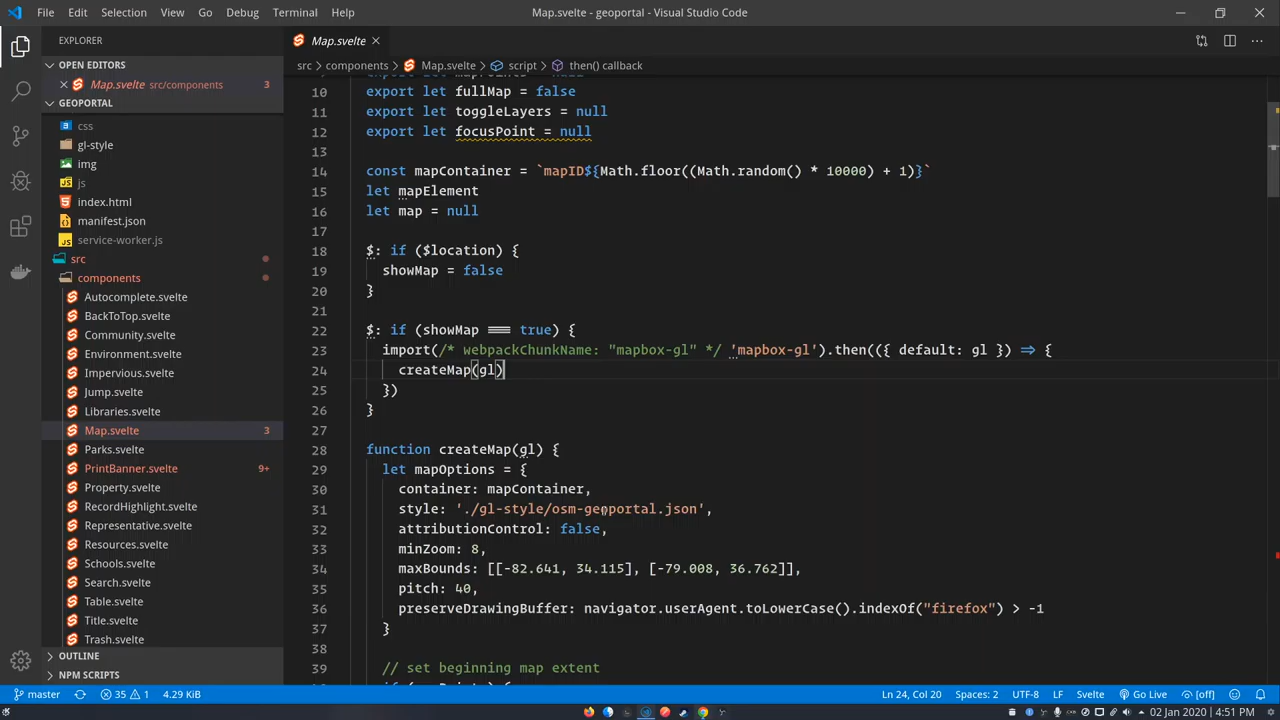 File Edit Selection View Go Debug Terminal Help Map.svelte - geoportal - Visual Studio Code
EXPLORER
OPEN EDITORS
Map.svelte src/components 3
GEOPORTAL
css
gl-style
img
js
index.html
manifest.json
service-worker.js
src
components
Autocomplete.svelte
BackToTop.svelte
Community.svelte
Environment.svelte
Impervious.svelte
Jump.svelte
Libraries.svelte
Map.svelte 3
Parks.svelte
PrintBanner.svelte 9+
Property.svelte
RecordHighlight.svelte
Representative.svelte
Resources.svelte
Schools.svelte
Search.svelte
Table.svelte
Title.svelte
Trash.svelte
OUTLINE
NPM SCRIPTS
Map.svelte
src > components > Map.svelte > script > then() callback
10 export let fullMap = false
11 export let toggleLayers = null
12 export let focusPoint = null
13
14 const mapContainer = `mapID${Math.floor((Math.random() * 10000) + 1)}`
15 let mapElement
16 let map = null
17
18 $: if ($location) {
19 showMap = false
20 }
21
22 $: if (showMap === true) {
23 import(/* webpackChunkName: "mapbox-gl" */ 'mapbox-gl').then(({ default: gl }) => {
24 createMap(gl)
25 })
26 }
27
28 function createMap(gl) {
29 let mapOptions = {
30 container: mapContainer,
31 style: './gl-style/osm-geoportal.json',
32 attributionControl: false,
33 minZoom: 8,
34 maxBounds: [[-82.641, 34.115], [-79.008, 36.762]],
35 pitch: 40,
36 preserveDrawingBuffer: navigator.userAgent.toLowerCase().indexOf("firefox") > -1
37 }
38
39 // set beginning map extent
master 35 1 4.29 KiB Ln 24, Col 20 Spaces: 2 UTF-8 LF Svelte Go Live [off]
02 Jan 2020 | 4:51 PM